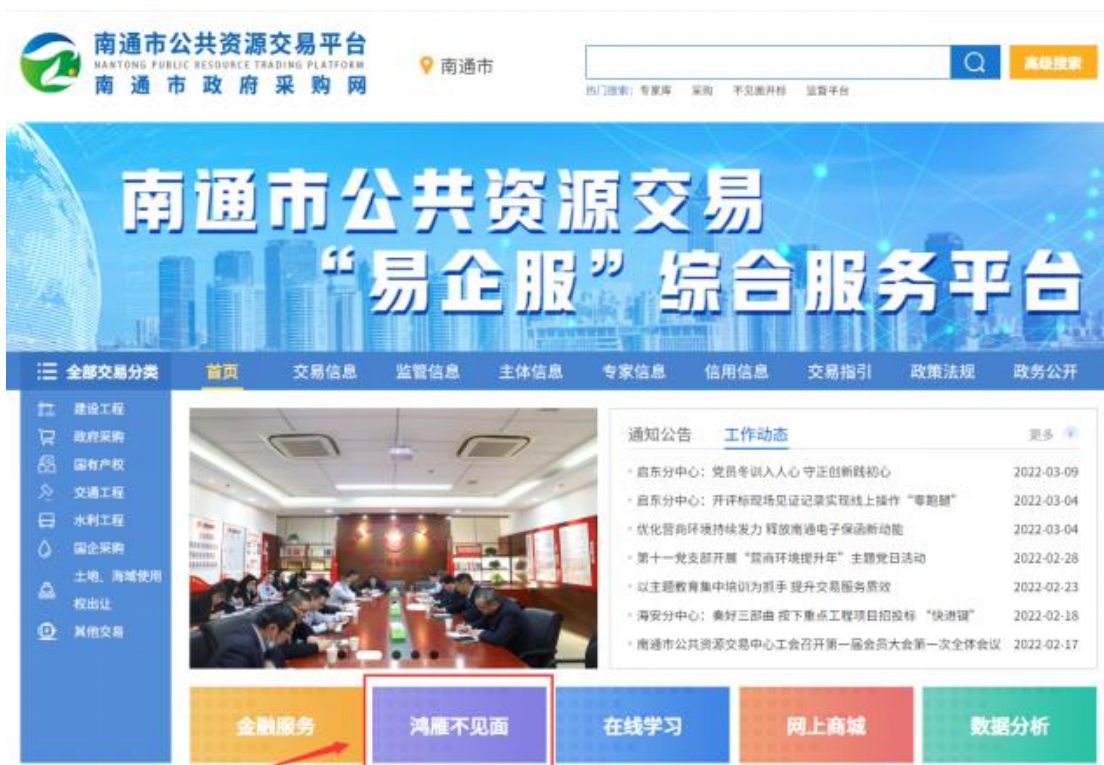 南通市公共资源交易平台
NANTONG PUBLIC RESOURCE TRADING PLATFORM
南通市政府采购网
南通市
高级搜索
热门搜索：专家库 采购 不见面开标 监督平台
南通市公共资源交易
“易企服”综合服务平台
全部交易分类 首页 交易信息 监管信息 主体信息 专家信息 信用信息 交易指引 政策法规 政务公开
建设工程
政府采购
国有产权
交通工程
水利工程
国企采购
土地、海域使用
权出让
其他交易
通知公告 工作动态 更多
启东分中心：党员冬训入人心 守正创新践初心 2022-03-09
启东分中心：开评标现场见证记录实现线上操作“零跑腿” 2022-03-04
优化营商环境持续发力 释放南通电子保函新动能 2022-03-04
第十一党支部开展“营商环境提升年”主题党日活动 2022-02-28
以主题教育集中培训为抓手 提升交易服务质效 2022-02-23
海安分中心：奏好三部曲 按下重点工程项目招投标 “快进键” 2022-02-18
南通市公共资源交易中心工会召开第一届会员大会第一次全体会议 2022-02-17
金融服务 鸿雁不见面 在线学习 网上商城 数据分析